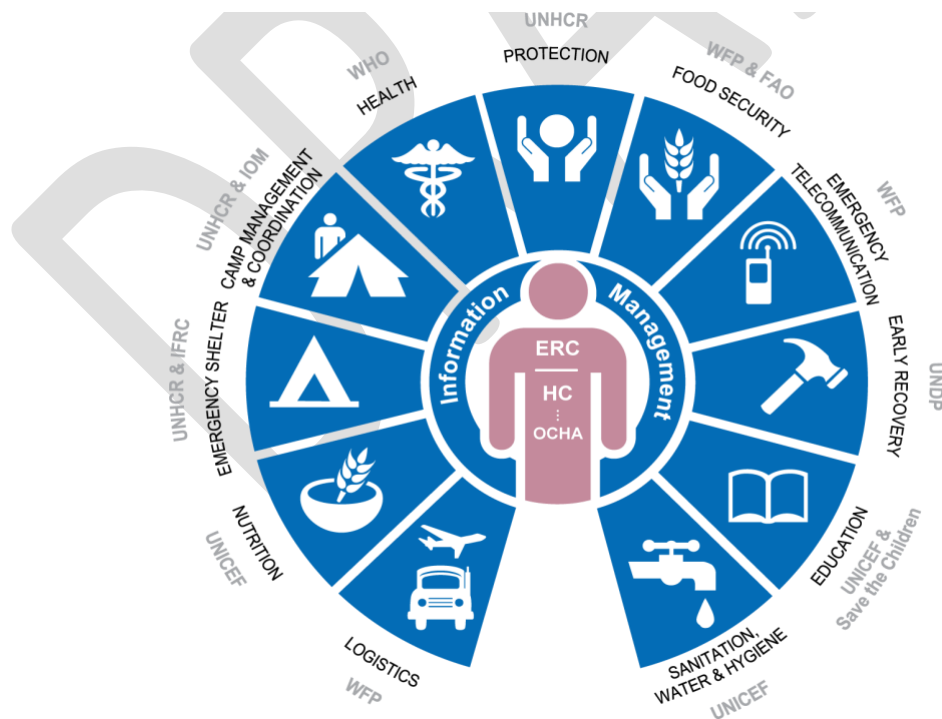 UNHCR
PROTECTION
WFP & FAO
FOOD SECURITY
WFP
EMERGENCY
TELECOMMUNICATION
UNDP
EARLY RECOVERY
EDUCATION
UNICEF &
Save the Children
SANITATION,
WATER & HYGIENE
UNICEF
LOGISTICS
WFP
NUTRITION
UNICEF
UNHCR & IFRC
EMERGENCY SHELTER
UNHCR & IOM
CAMP MANAGEMENT
& COORDINATION
WHO
HEALTH
Information Management
ERC
HC
OCHA